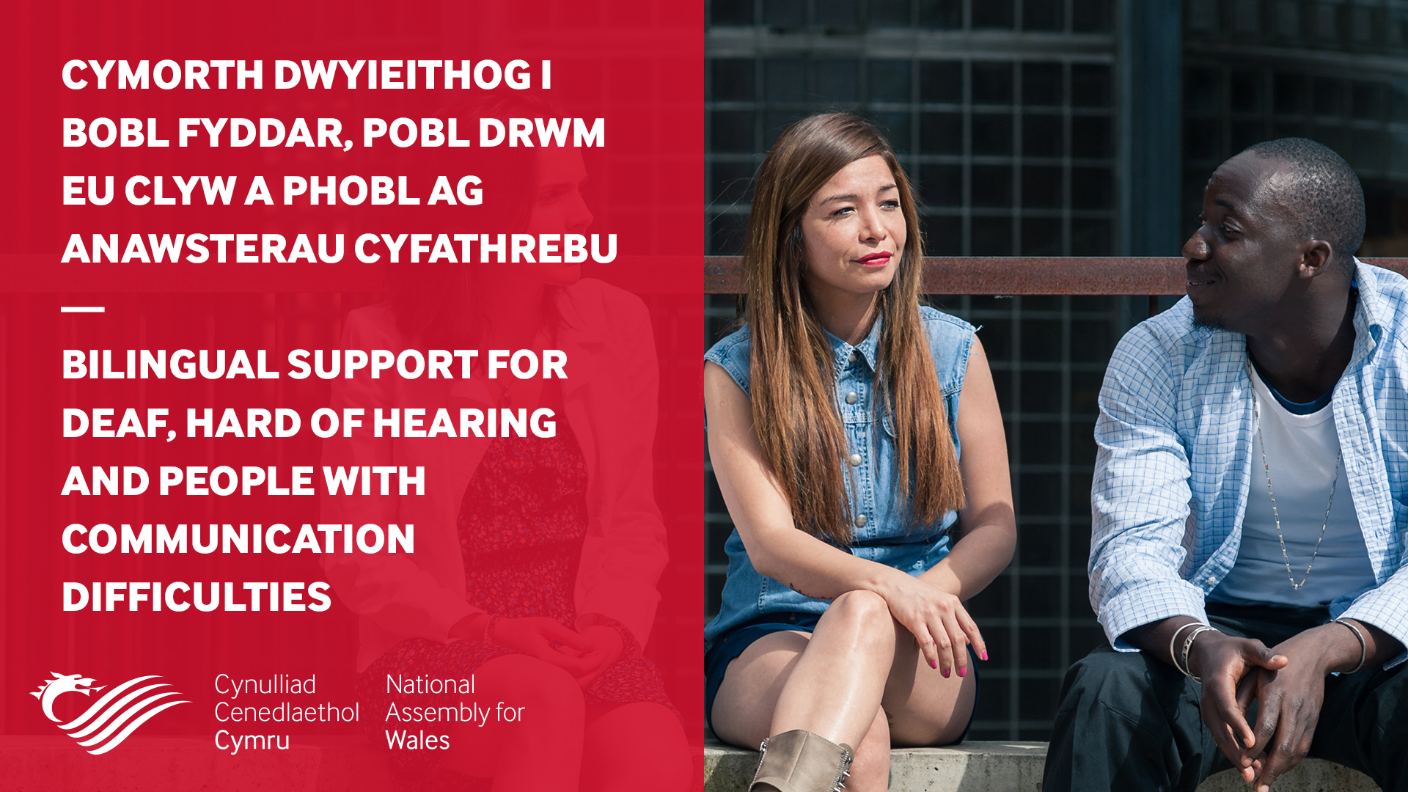 CYMORTH DWYIEITHOG I
BOBL FYDDAR, POBL DRWM
EU CLYW A PHOBL AG
ANAWSTERAU CYFATHREBU
—
BILINGUAL SUPPORT FOR
DEAF, HARD OF HEARING
AND PEOPLE WITH
COMMUNICATION
DIFFICULTIES
Cynulliad
Cenedlaethol
Cymru
National
Assembly for
Wales